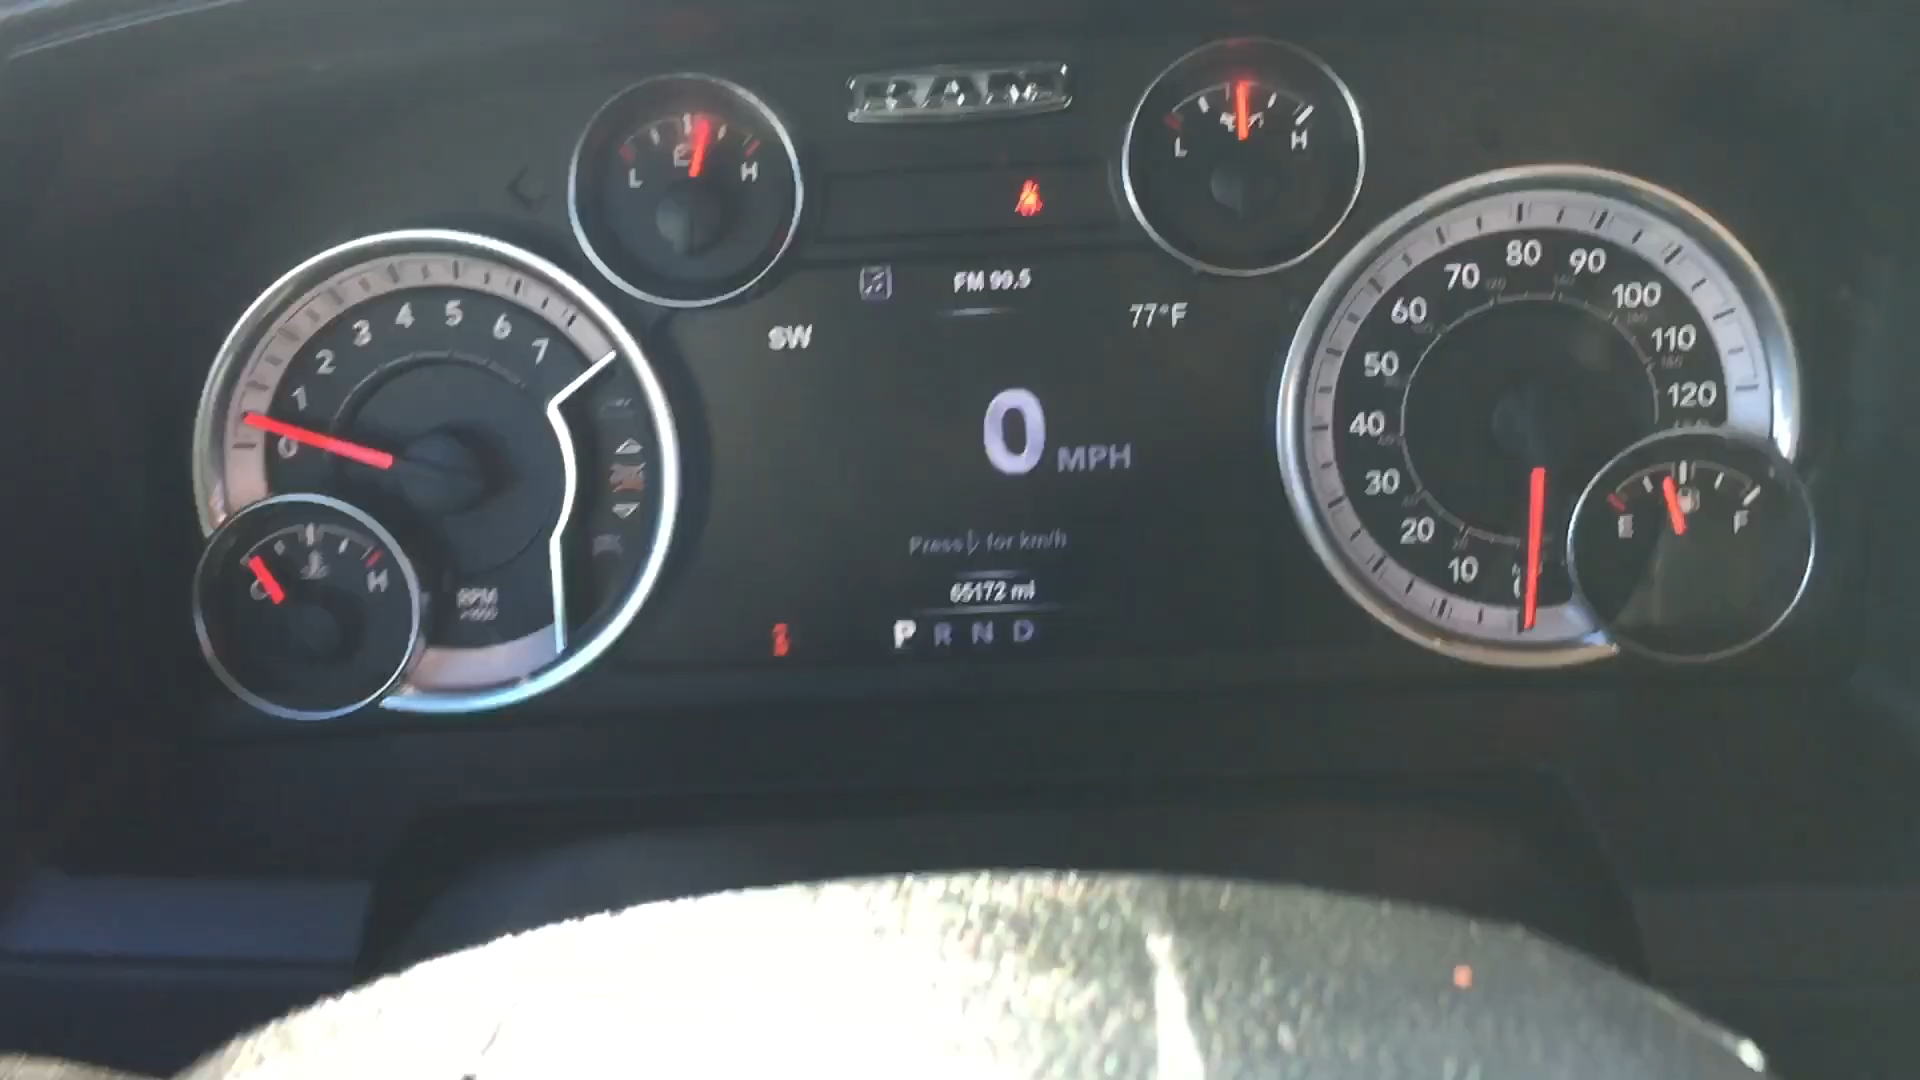 RAM
L H
L H
FM 99.5
SW
77°F
0 1 2 3 4 5 6 7
RPM
C H
0 MPH
Press for km/h
65172 mi
P R N D
10 20 30 40 50 60 70 80 90 100 110 120
E F